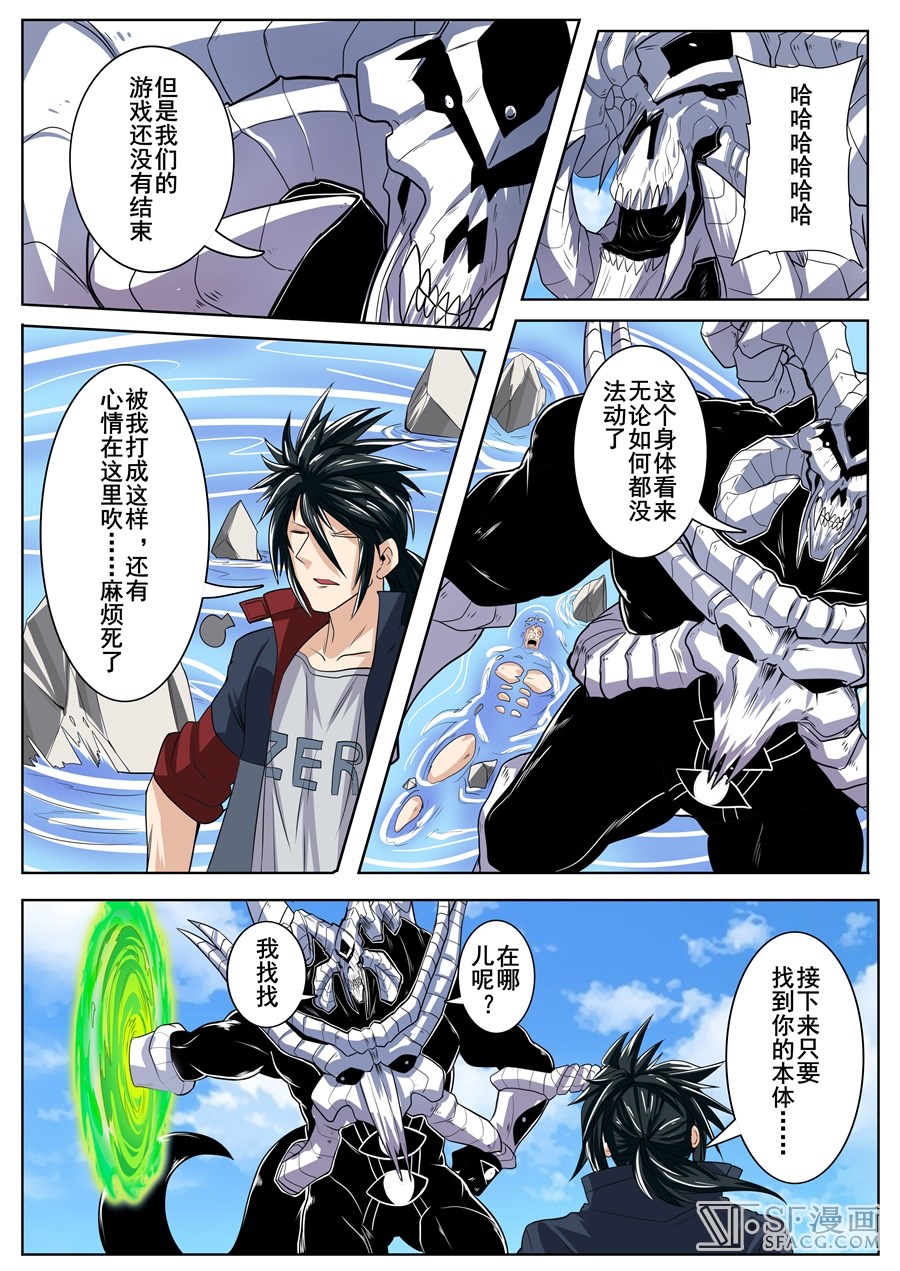 哈哈哈哈哈哈
但是我们的
游戏还没有结束
这个身体看来
无论如何都没
法动了
被我打成这样，还有
心情在这里吹……麻烦死了
ZER
接下来只要
找到你的本体……
在哪
儿呢？
我找找
SF漫画
SFACG.COM